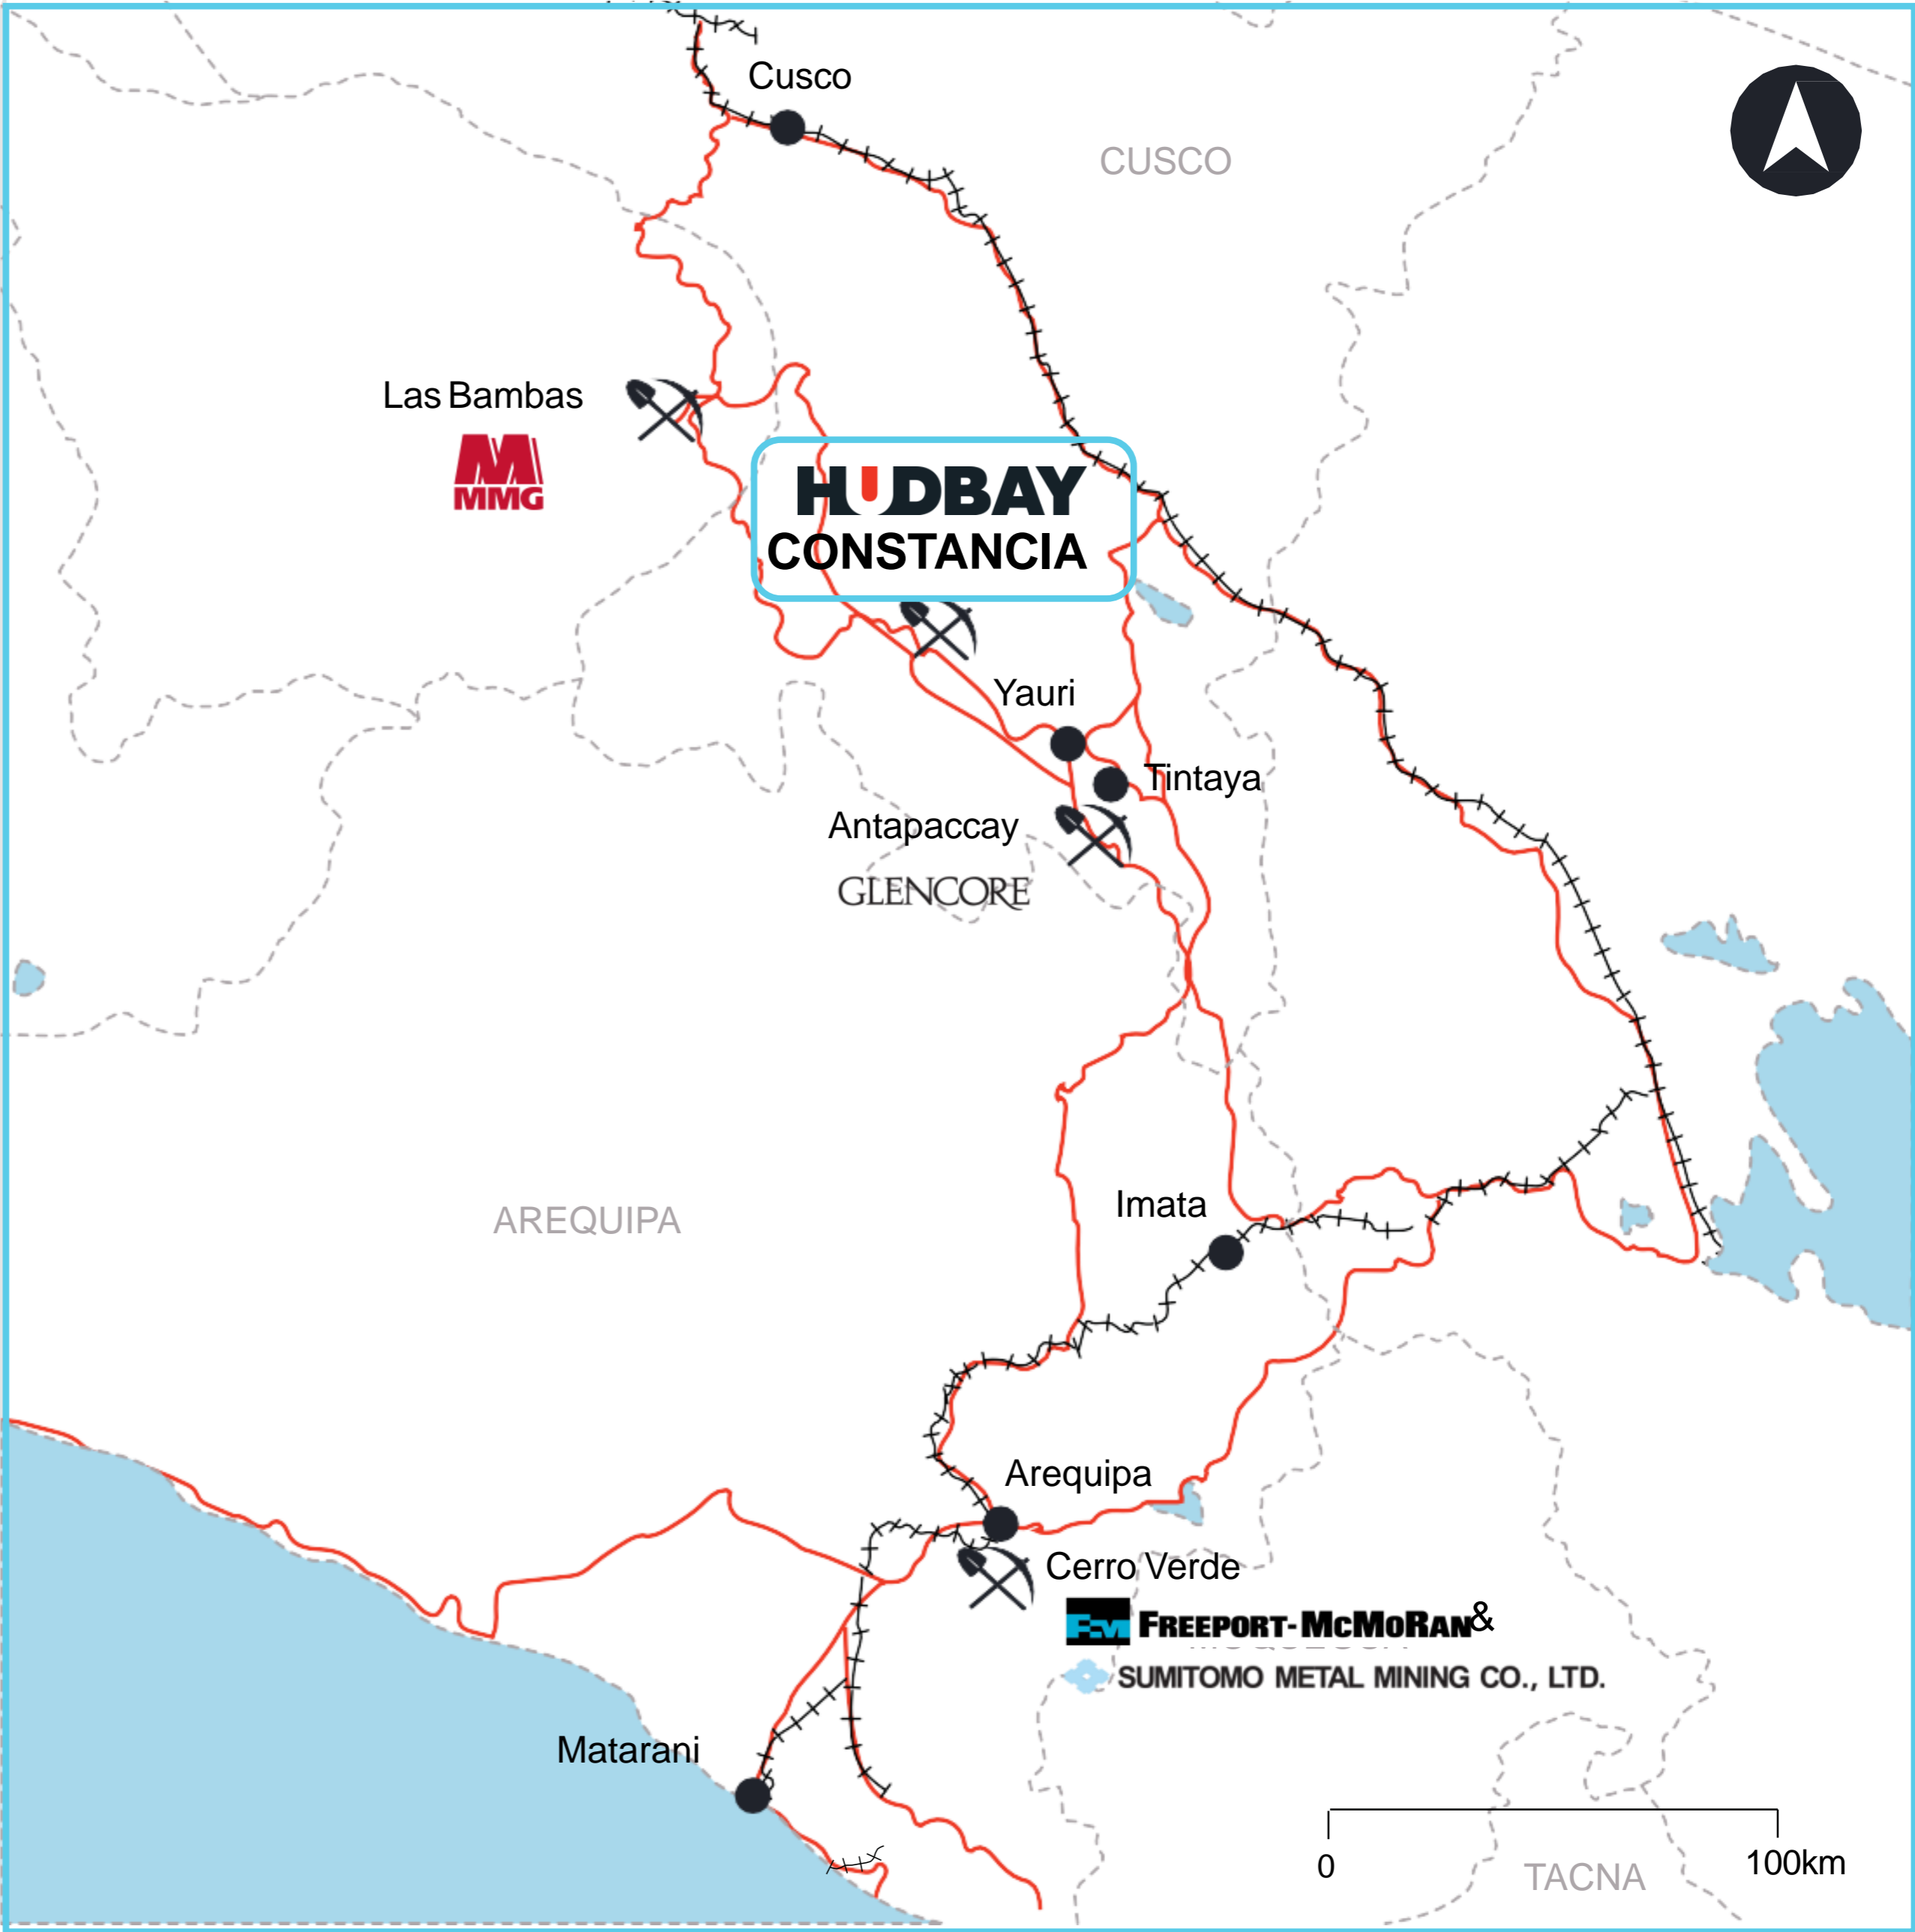 Cusco
CUSCO
Las Bambas
MMG
HUDBAY
CONSTANCIA
Yauri
Tintaya
Antapaccay
GLENCORE
Imata
AREQUIPA
Arequipa
Cerro Verde
FREEPORT-MCMORAN &
SUMITOMO METAL MINING CO., LTD.
Matarani
0
100km
TACNA